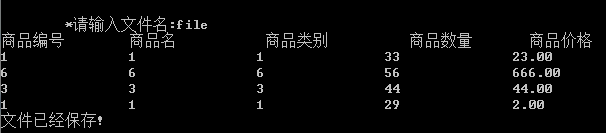 *请输入文件名:file
商品编号 商品名 商品类别 商品数量 商品价格
1 1 1 33 23.00
6 6 6 56 666.00
3 3 3 44 44.00
1 1 1 29 2.00
文件已经保存!